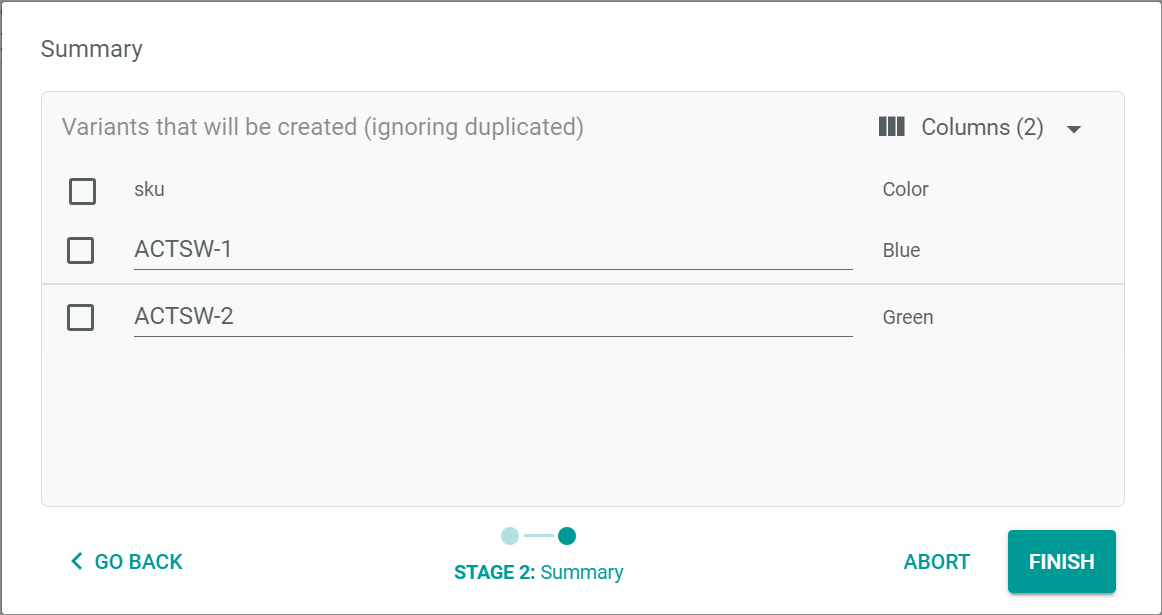 Summary
Variants that will be created (ignoring duplicated)
Columns (2)
sku
Color
ACTSW-1
Blue
ACTSW-2
Green
GO BACK
STAGE 2: Summary
ABORT
FINISH